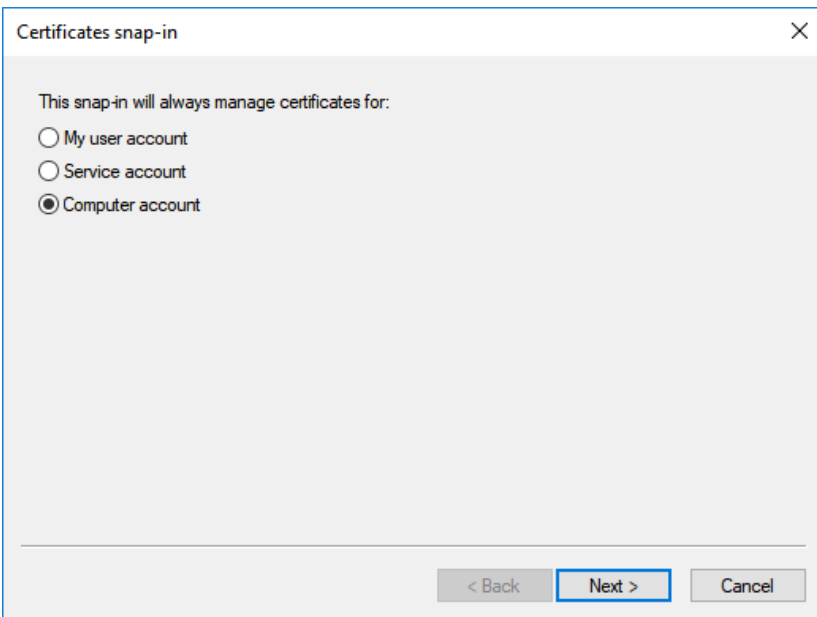 Certificates snap-in
This snap-in will always manage certificates for:
My user account
Service account
Computer account
< Back Next > Cancel